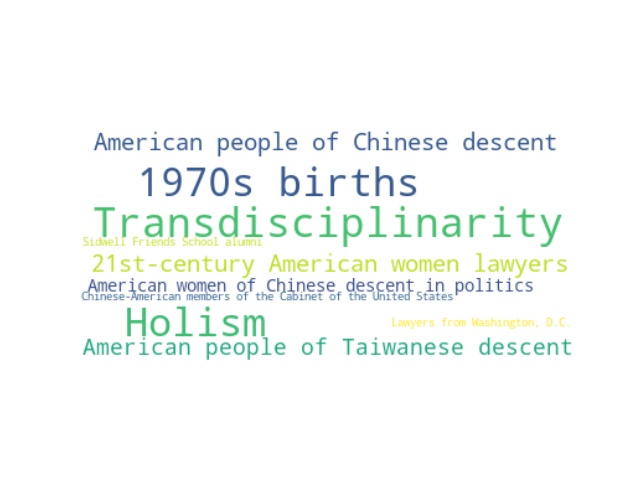 American people of Chinese descent
1970s births
Transdisciplinarity
Sidwell Friends School alumni
21st-century American women lawyers
American women of Chinese descent in politics
Chinese-American members of the Cabinet of the United States
Holism
Lawyers from Washington, D.C.
American people of Taiwanese descent